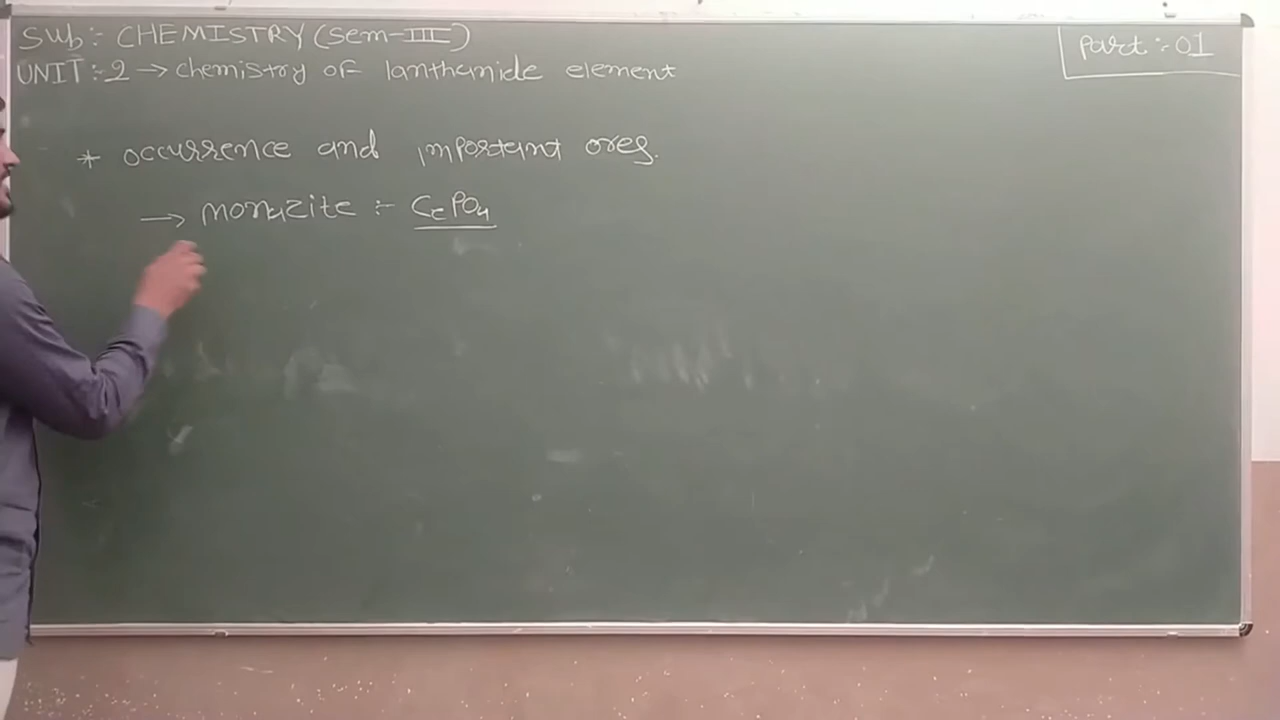 Sub:- CHEMISTRY (Sem-III)
Part:-01
UNIT:-2 → chemistry of lanthanide element
* occurrence and important ores.
→ monazite :- CePO4